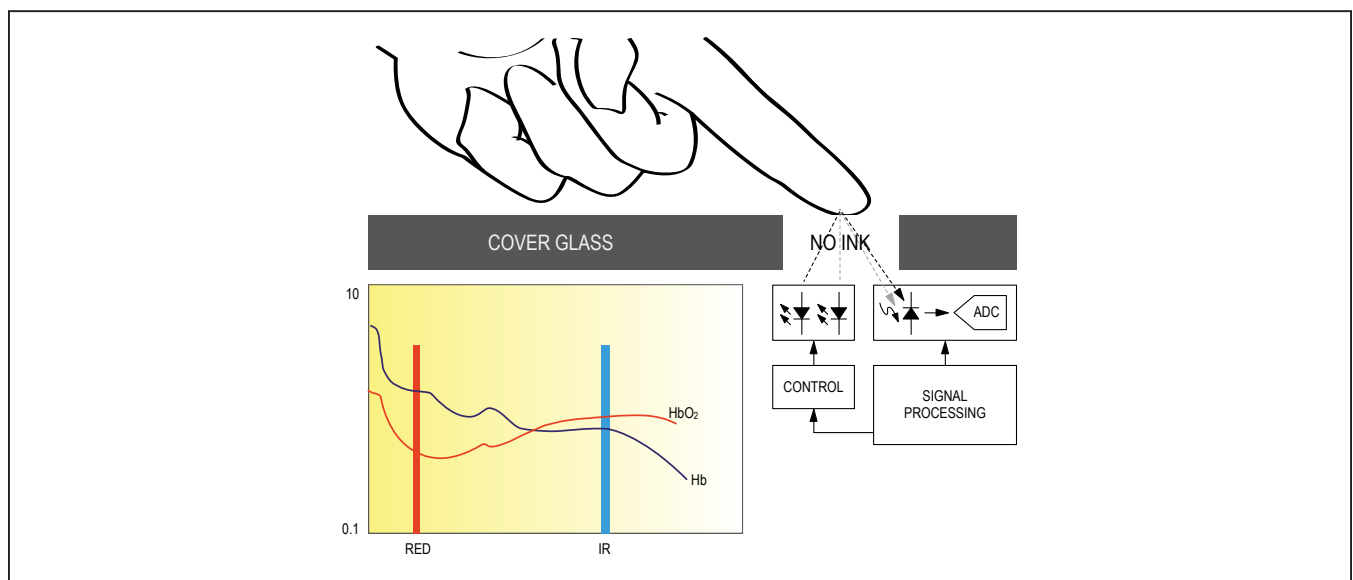 COVER GLASS
NO INK
10
ADC
CONTROL
SIGNAL
PROCESSING
HbO₂
Hb
0.1
RED
IR